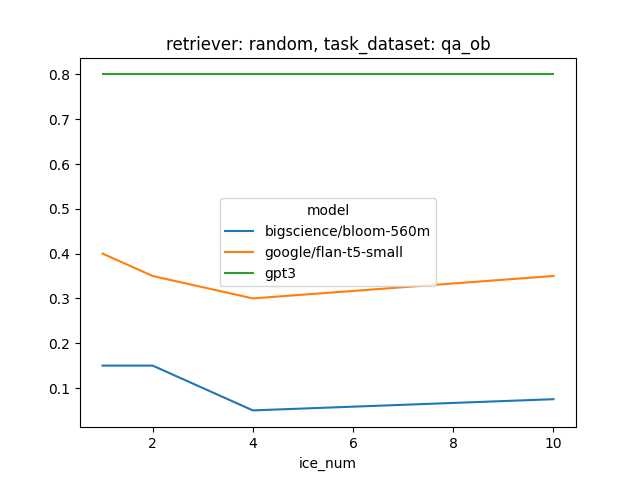 retriever: random, task_dataset: qa_ob
0.8
0.7
0.6
0.5
0.4
0.3
0.2
0.1
model
bigscience/bloom-560m
google/flan-t5-small
gpt3
2 4 6 8 10
ice_num